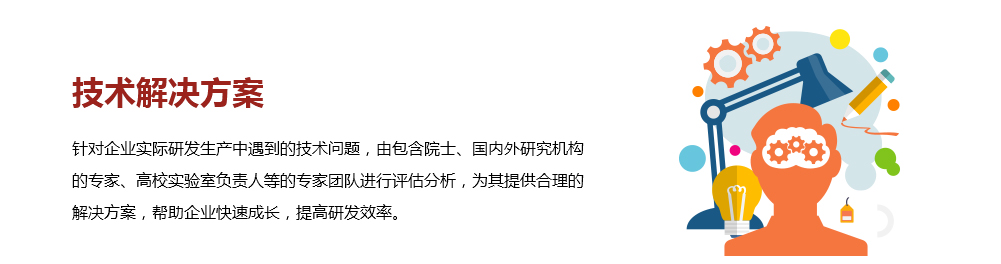 技术解决方案
针对企业实际研发生产中遇到的技术问题，由包含院士、国内外研究机构
的专家、高校实验室负责人等的专家团队进行评估分析，为其提供合理的
解决方案，帮助企业快速成长，提高研发效率。